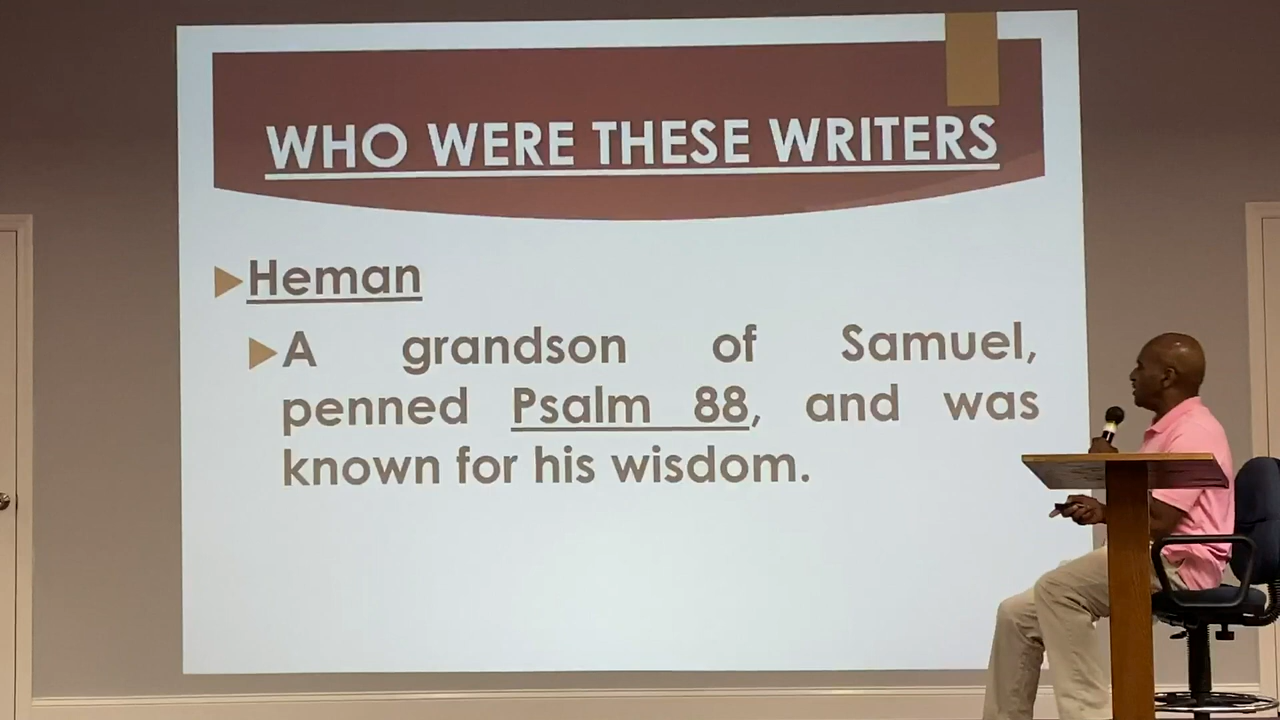 WHO WERE THESE WRITERS
Heman
A grandson of Samuel,
penned Psalm 88, and was
known for his wisdom.